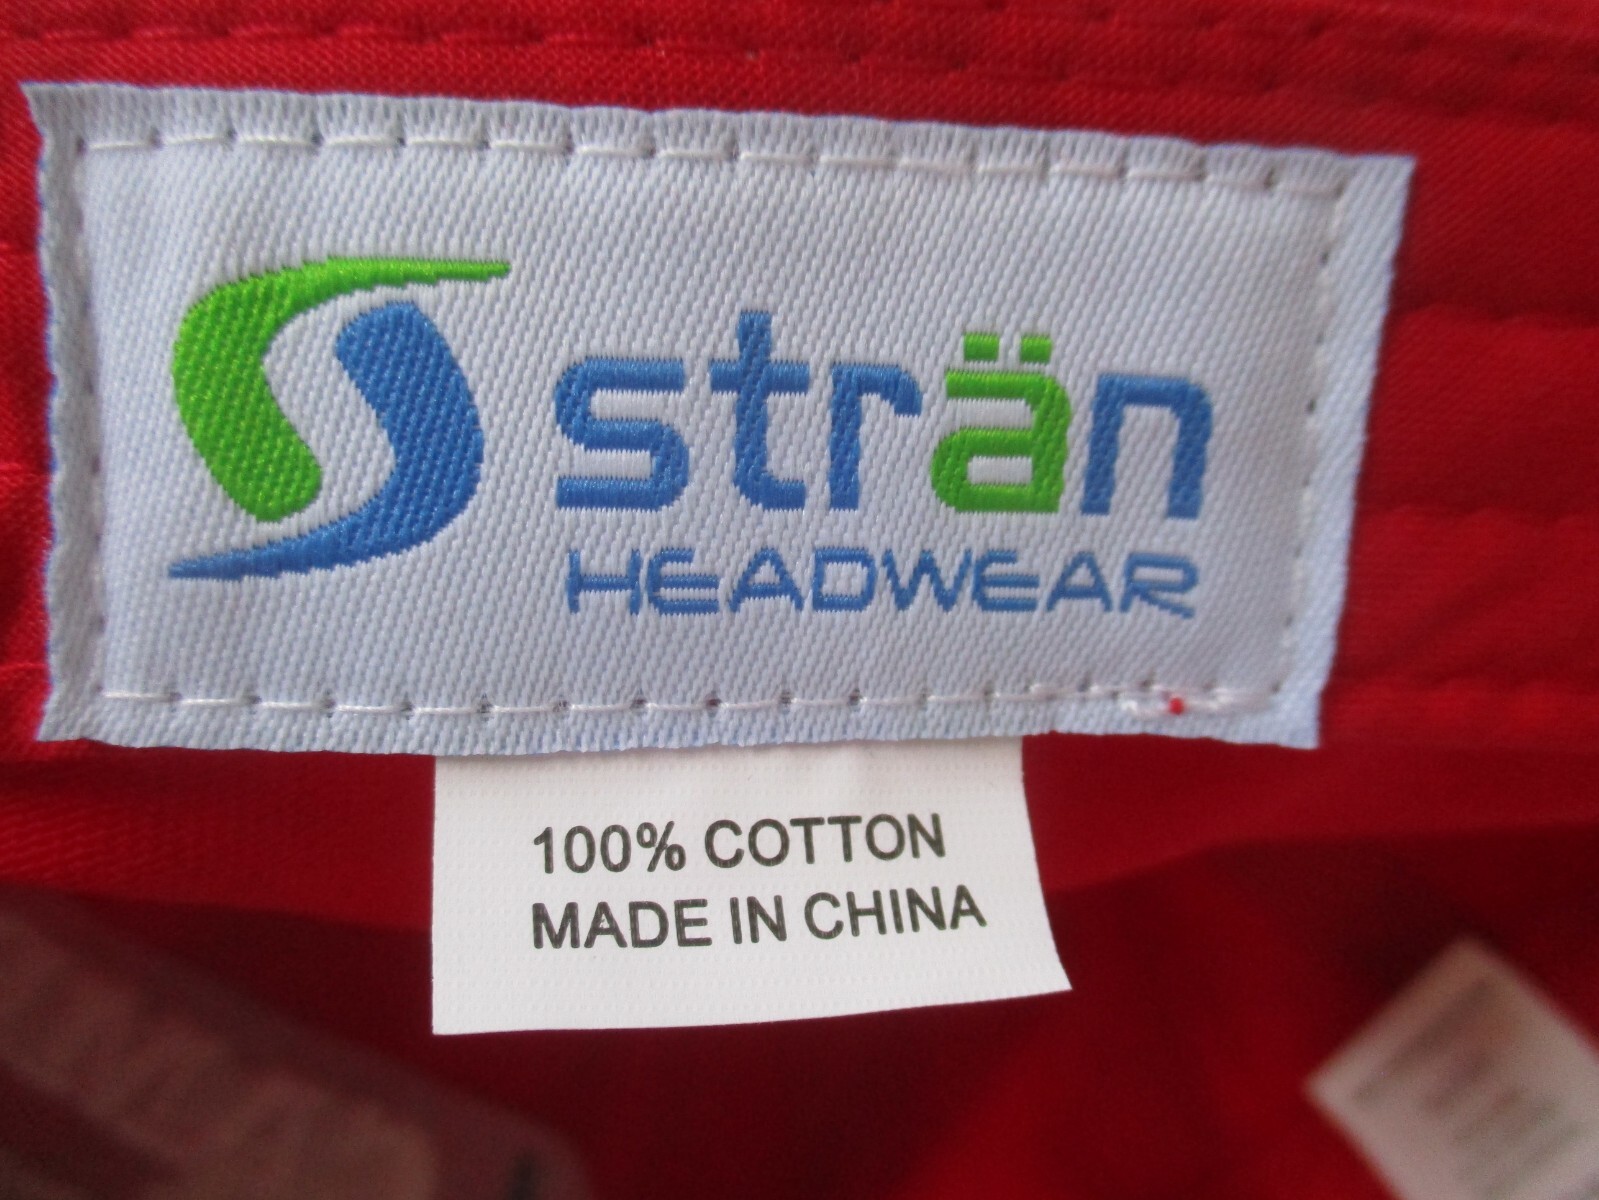 strän
HEADWEAR
100% COTTON
MADE IN CHINA